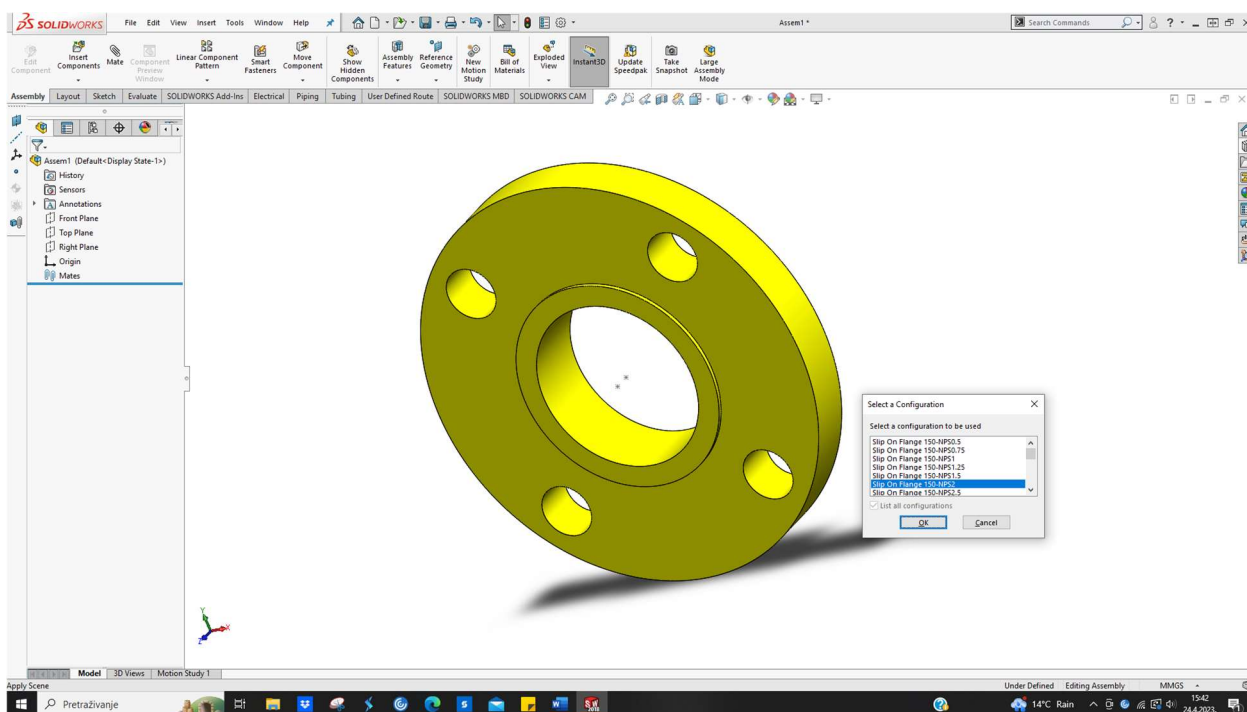 SOLIDWORKS File Edit View Insert Tools Window Help Assem1 * Search Commands ?
Edit Component
Insert Components
Mate
Component Preview Window
Linear Component Pattern
Smart Fasteners
Move Component
Show Hidden Components
Assembly Features
Reference Geometry
New Motion Study
Bill of Materials
Exploded View
Instant3D
Update Speedpak
Take Snapshot
Large Assembly Mode
Assembly Layout Sketch Evaluate SOLIDWORKS Add-Ins Electrical Piping Tubing User Defined Route SOLIDWORKS MBD SOLIDWORKS CAM
Assem1 (Default<Display State-1>)
History
Sensors
Annotations
Front Plane
Top Plane
Right Plane
Origin
Mates
Select a Configuration
Select a configuration to be used
Slip On Flange 150-NPS0.5
Slip On Flange 150-NPS0.75
Slip On Flange 150-NPS1
Slip On Flange 150-NPS1.25
Slip On Flange 150-NPS1.5
Slip On Flange 150-NPS2
Slip On Flange 150-NPS2.5
List all configurations
OK Cancel
Y
X
Z
Model 3D Views Motion Study 1
Apply Scene Under Defined Editing Assembly MMGS
Pretraživanje 14°C Rain 15:42
24.4.2023.